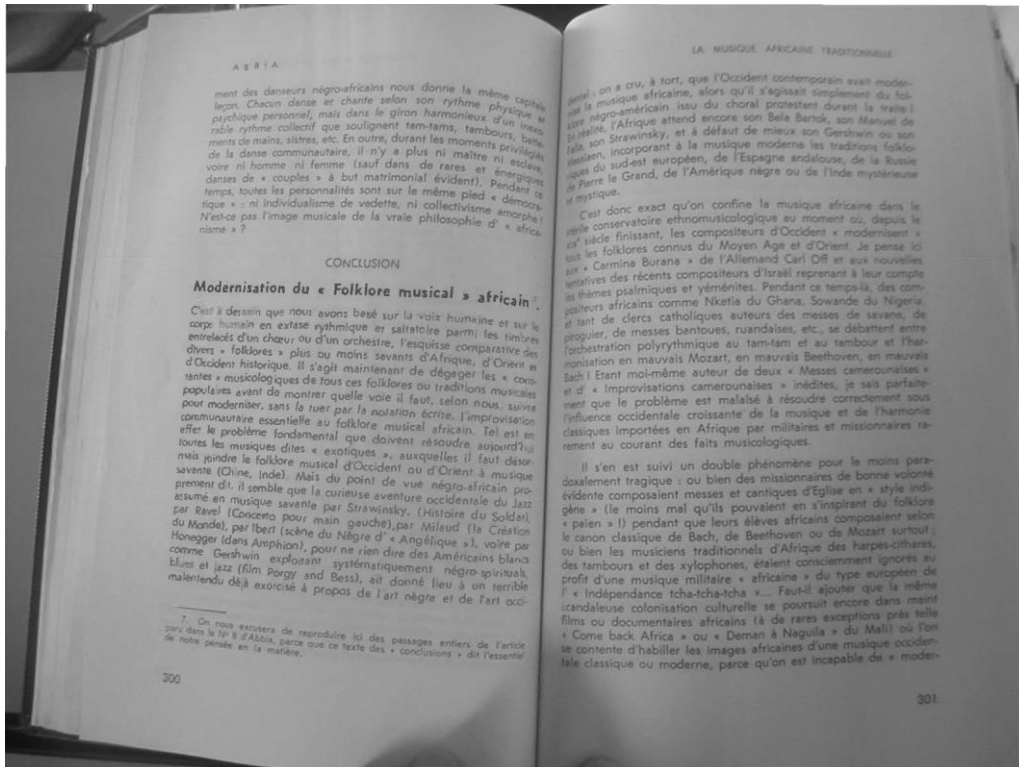 ABBIA
ment des danseurs négro-africains nous donne la même capitale
leçon. Chacun danse et chante selon son rythme physique et
psychique personnel, mais dans le giron harmonieux d'un inexo-
rable rythme collectif que soulignent tam-tams, tambours, batte-
ments de mains, sistres, etc. En outre, durant les moments privilégiés
de la danse communautaire, il n'y a plus ni maître ni esclave,
voire ni homme ni femme (sauf dans de rares et énergiques
danses de « couples » à but matrimonial évident). Pendant ce
temps, toutes les personnalités sont sur le même pied « démocra-
tique » : ni individualisme de vedette, ni collectivisme amorphe !
N'est-ce pas l'image musicale de la vraie philosophie d' « africa-
nisme » ?
CONCLUSION
Modernisation du « Folklore musical » africain 7.
C'est à dessein que nous avons basé sur la voix humaine et sur le
corps humain en extase rythmique et saltatoire parmi les timbres
entrelacés d'un chœur ou d'un orchestre, l'esquisse comparative des
divers « folklores » plus ou moins savants d'Afrique, d'Orient et
d'Occident historique. Il s'agit maintenant de dégager les « cons-
tantes » musicologiques de tous ces folklores ou traditions musicales
populaires avant de montrer quelle voie il faut, selon nous, suivre
pour moderniser, sans la tuer par la notation écrite, l'improvisation
communautaire essentielle au folklore musical africain. Tel est en
effet le problème fondamental que doivent résoudre aujourd'hui
toutes les musiques dites « exotiques », auxquelles il faut désor-
mais joindre le folklore musical d'Occident ou d'Orient à musique
savante (Chine, Inde). Mais du point de vue négro-africain pro-
prement dit, il semble que la curieuse aventure occidentale du Jazz
assumé en musique savante par Strawinsky, (Histoire du Soldat),
par Ravel (Concerto pour main gauche), par Milaud (la Création
du Monde), par Ibert (scène du Nègre d' « Angélique »), voire par
Honegger (dans Amphion), pour ne rien dire des Américains blancs
comme Gershwin exploitant systématiquement négro-spirituals,
blues et jazz (film Porgy and Bess), ait donné lieu à un terrible
malentendu déjà exorcisé à propos de l'art nègre et de l'art occi-
7. On nous excusera de reproduire ici des passages entiers de l'article
paru dans le N° 8 d'Abbia, parce que ce texte des « conclusions » dit l'essentiel
de notre pensée en la matière.
300
LA MUSIQUE AFRICAINE TRADITIONNELLE
dental : on a cru, à tort, que l'Occident contemporain avait moder-
nisé la musique africaine, alors qu'il s'agissait simplement du fol-
klore négro-américain issu du choral protestent durant la traite !
En réalité, l'Afrique attend encore son Bela Bartok, son Manuel de
Falla, son Strawinsky, et à défaut de mieux son Gershwin ou son
Messiaen, incorporant à la musique moderne les traditions folklo-
riques du sud-est européen, de l'Espagne andalouse, de la Russie
de Pierre le Grand, de l'Amérique nègre ou de l'Inde mystérieuse
et mystique.
C'est donc exact qu'on confine la musique africaine dans le
stérile conservatoire ethnomusicologique au moment où, depuis le
XIXe siècle finissant, les compositeurs d'Occident « modernisent »
tous les folklores connus du Moyen Age et d'Orient. Je pense ici
aux « Carmina Burana » de l'Allemand Carl Off et aux nouvelles
tentatives des récents compositeurs d'Israël reprenant à leur compte
les thèmes psalmiques et yéménites. Pendant ce temps-là, des com-
positeurs africains comme Nketia du Ghana, Sowande du Nigeria,
et tant de clercs catholiques auteurs des messes de savane, de
piroguier, de messes bantoues, ruandaises, etc., se débattent entre
l'orchestration polyrythmique au tam-tam et au tambour et l'har-
monisation en mauvais Mozart, en mauvais Beethoven, en mauvais
Bach ! Etant moi-même auteur de deux « Messes camerounaises »
et d' « Improvisations camerounaises » inédites, je sais parfaite-
ment que le problème est malaisé à résoudre correctement sous
l'influence occidentale croissante de la musique et de l'harmonie
classiques importées en Afrique par militaires et missionnaires ra-
rement au courant des faits musicologiques.
Il s'en est suivi un double phénomène pour le moins para-
doxalement tragique : ou bien des missionnaires de bonne volonté
évidente composaient messes et cantiques d'Eglise en « style indi-
gène » (le moins mal qu'ils pouvaient en s'inspirant du folklore
« païen » !) pendant que leurs élèves africains composaient selon
le canon classique de Bach, de Beethoven ou de Mozart surtout ;
ou bien les musiciens traditionnels d'Afrique des harpes-cithares,
des tambours et des xylophones, étaient consciemment ignorés au
profit d'une musique militaire « africaine » du type européen de
l' « Indépendance tcha-tcha-tcha »... Faut-il ajouter que la même
scandaleuse colonisation culturelle se poursuit encore dans maint
films ou documentaires africains (à de rares exceptions près telle
« Come back Africa » ou « Deman à Naguila » du Mali) où l'on
se contente d'habiller les images africaines d'une musique occiden-
tale classique ou moderne, parce qu'on est incapable de « moder-
301